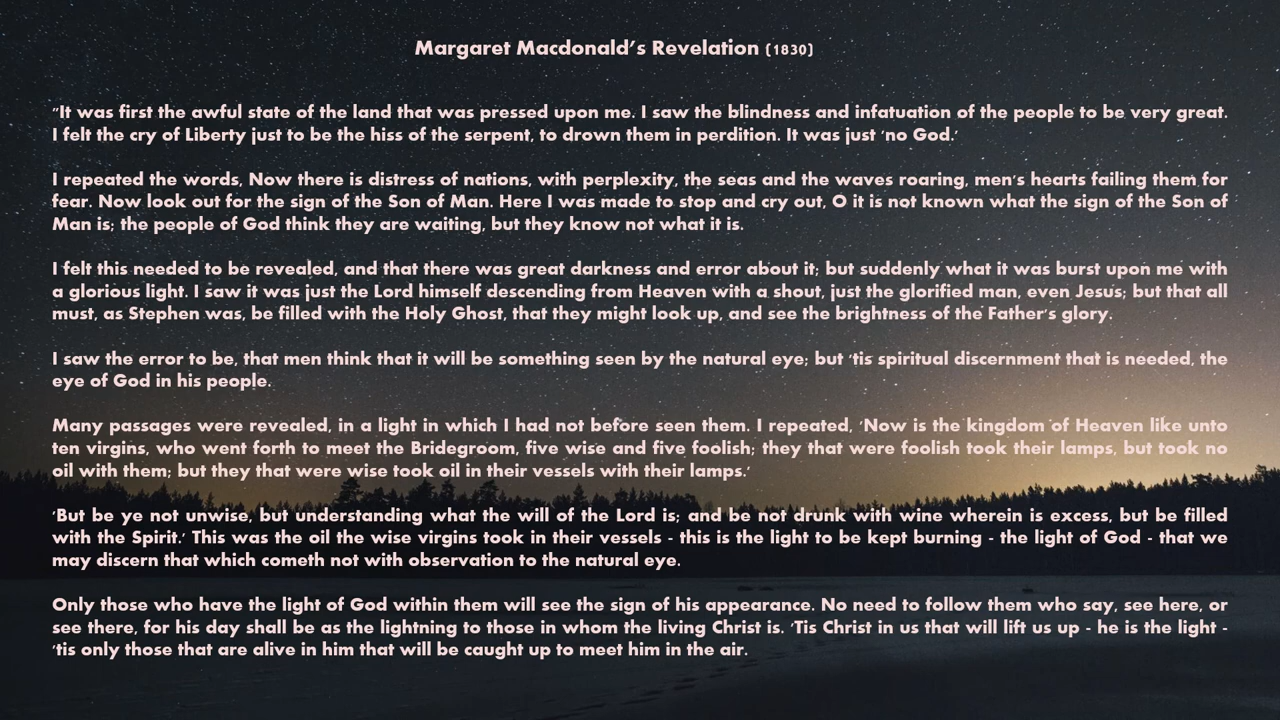 Margaret Macdonald's Revelation (1830)
"It was first the awful state of the land that was pressed upon me. I saw the blindness and infatuation of the people to be very great.
I felt the cry of Liberty just to be the hiss of the serpent, to drown them in perdition. It was just 'no God.'
I repeated the words, Now there is distress of nations, with perplexity, the seas and the waves roaring, men's hearts failing them for
fear. Now look out for the sign of the Son of Man. Here I was made to stop and cry out, O it is not known what the sign of the Son of
Man is; the people of God think they are waiting, but they know not what it is.
I felt this needed to be revealed, and that there was great darkness and error about it; but suddenly what it was burst upon me with
a glorious light. I saw it was just the Lord himself descending from Heaven with a shout, just the glorified man, even Jesus; but that all
must, as Stephen was, be filled with the Holy Ghost, that they might look up, and see the brightness of the Father's glory.
I saw the error to be, that men think that it will be something seen by the natural eye; but 'tis spiritual discernment that is needed, the
eye of God in his people.
Many passages were revealed, in a light in which I had not before seen them. I repeated, 'Now is the kingdom of Heaven like unto
ten virgins, who went forth to meet the Bridegroom, five wise and five foolish; they that were foolish took their lamps, but took no
oil with them; but they that were wise took oil in their vessels with their lamps.'
'But be ye not unwise, but understanding what the will of the Lord is; and be not drunk with wine wherein is excess, but be filled
with the Spirit.' This was the oil the wise virgins took in their vessels - this is the light to be kept burning - the light of God - that we
may discern that which cometh not with observation to the natural eye.
Only those who have the light of God within them will see the sign of his appearance. No need to follow them who say, see here, or
see there, for his day shall be as the lightning to those in whom the living Christ is. 'Tis Christ in us that will lift us up - he is the light -
'tis only those that are alive in him that will be caught up to meet him in the air.